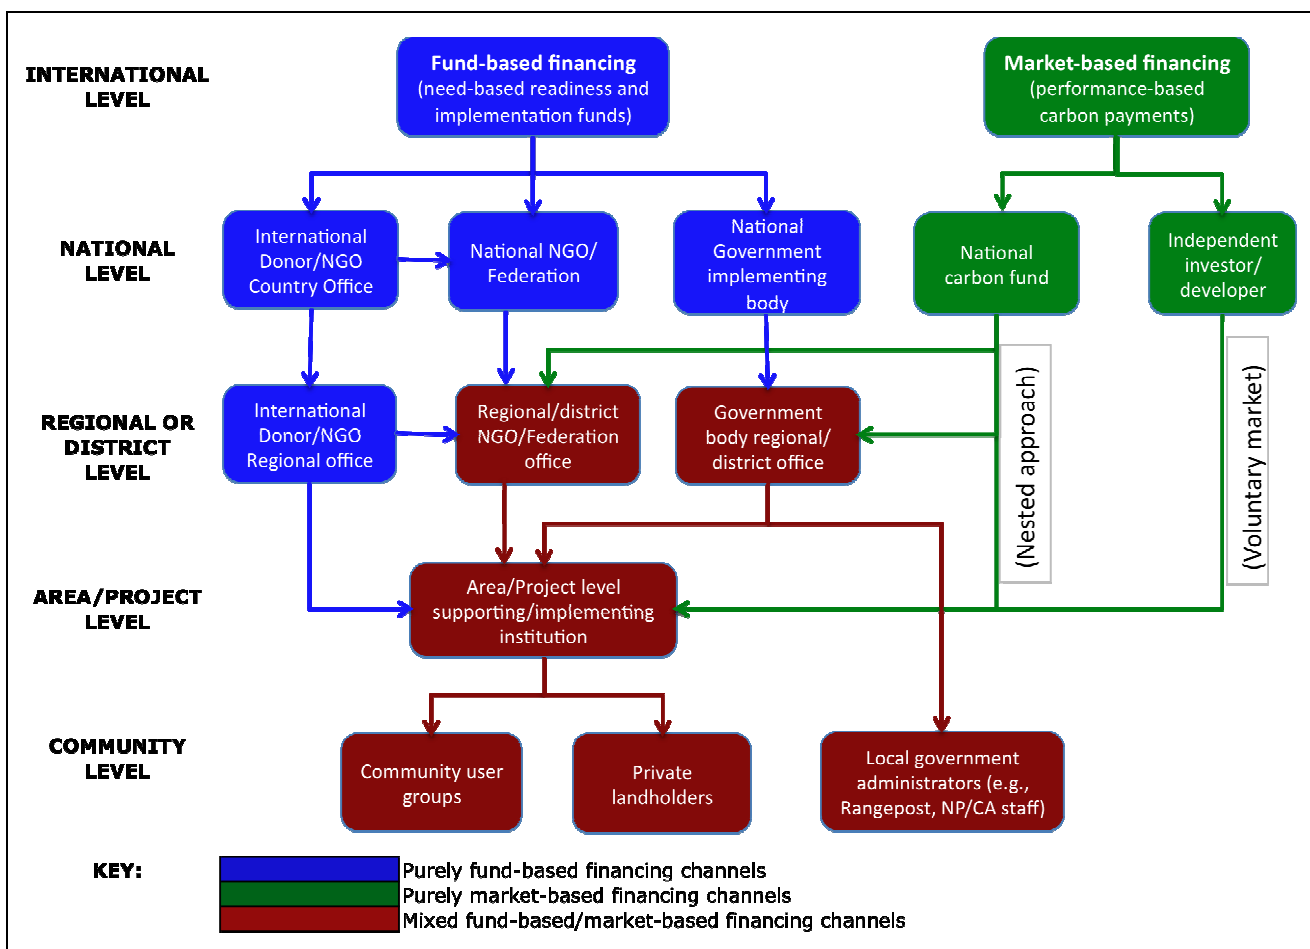 INTERNATIONAL
LEVEL
Fund-based financing
(need-based readiness and
implementation funds)
Market-based financing
(performance-based
carbon payments)
NATIONAL
LEVEL
International
Donor/NGO
Country Office
National NGO/
Federation
National
Government
implementing
body
National
carbon fund
Independent
investor/
developer
REGIONAL OR
DISTRICT
LEVEL
International
Donor/NGO
Regional office
Regional/district
NGO/Federation
office
Government
body regional/
district office
(Nested approach)
(Voluntary market)
AREA/PROJECT
LEVEL
Area/Project level
supporting/implementing
institution
COMMUNITY
LEVEL
Community user
groups
Private
landholders
Local government
administrators (e.g.,
Rangepost, NP/CA staff)
KEY:
Purely fund-based financing channels
Purely market-based financing channels
Mixed fund-based/market-based financing channels